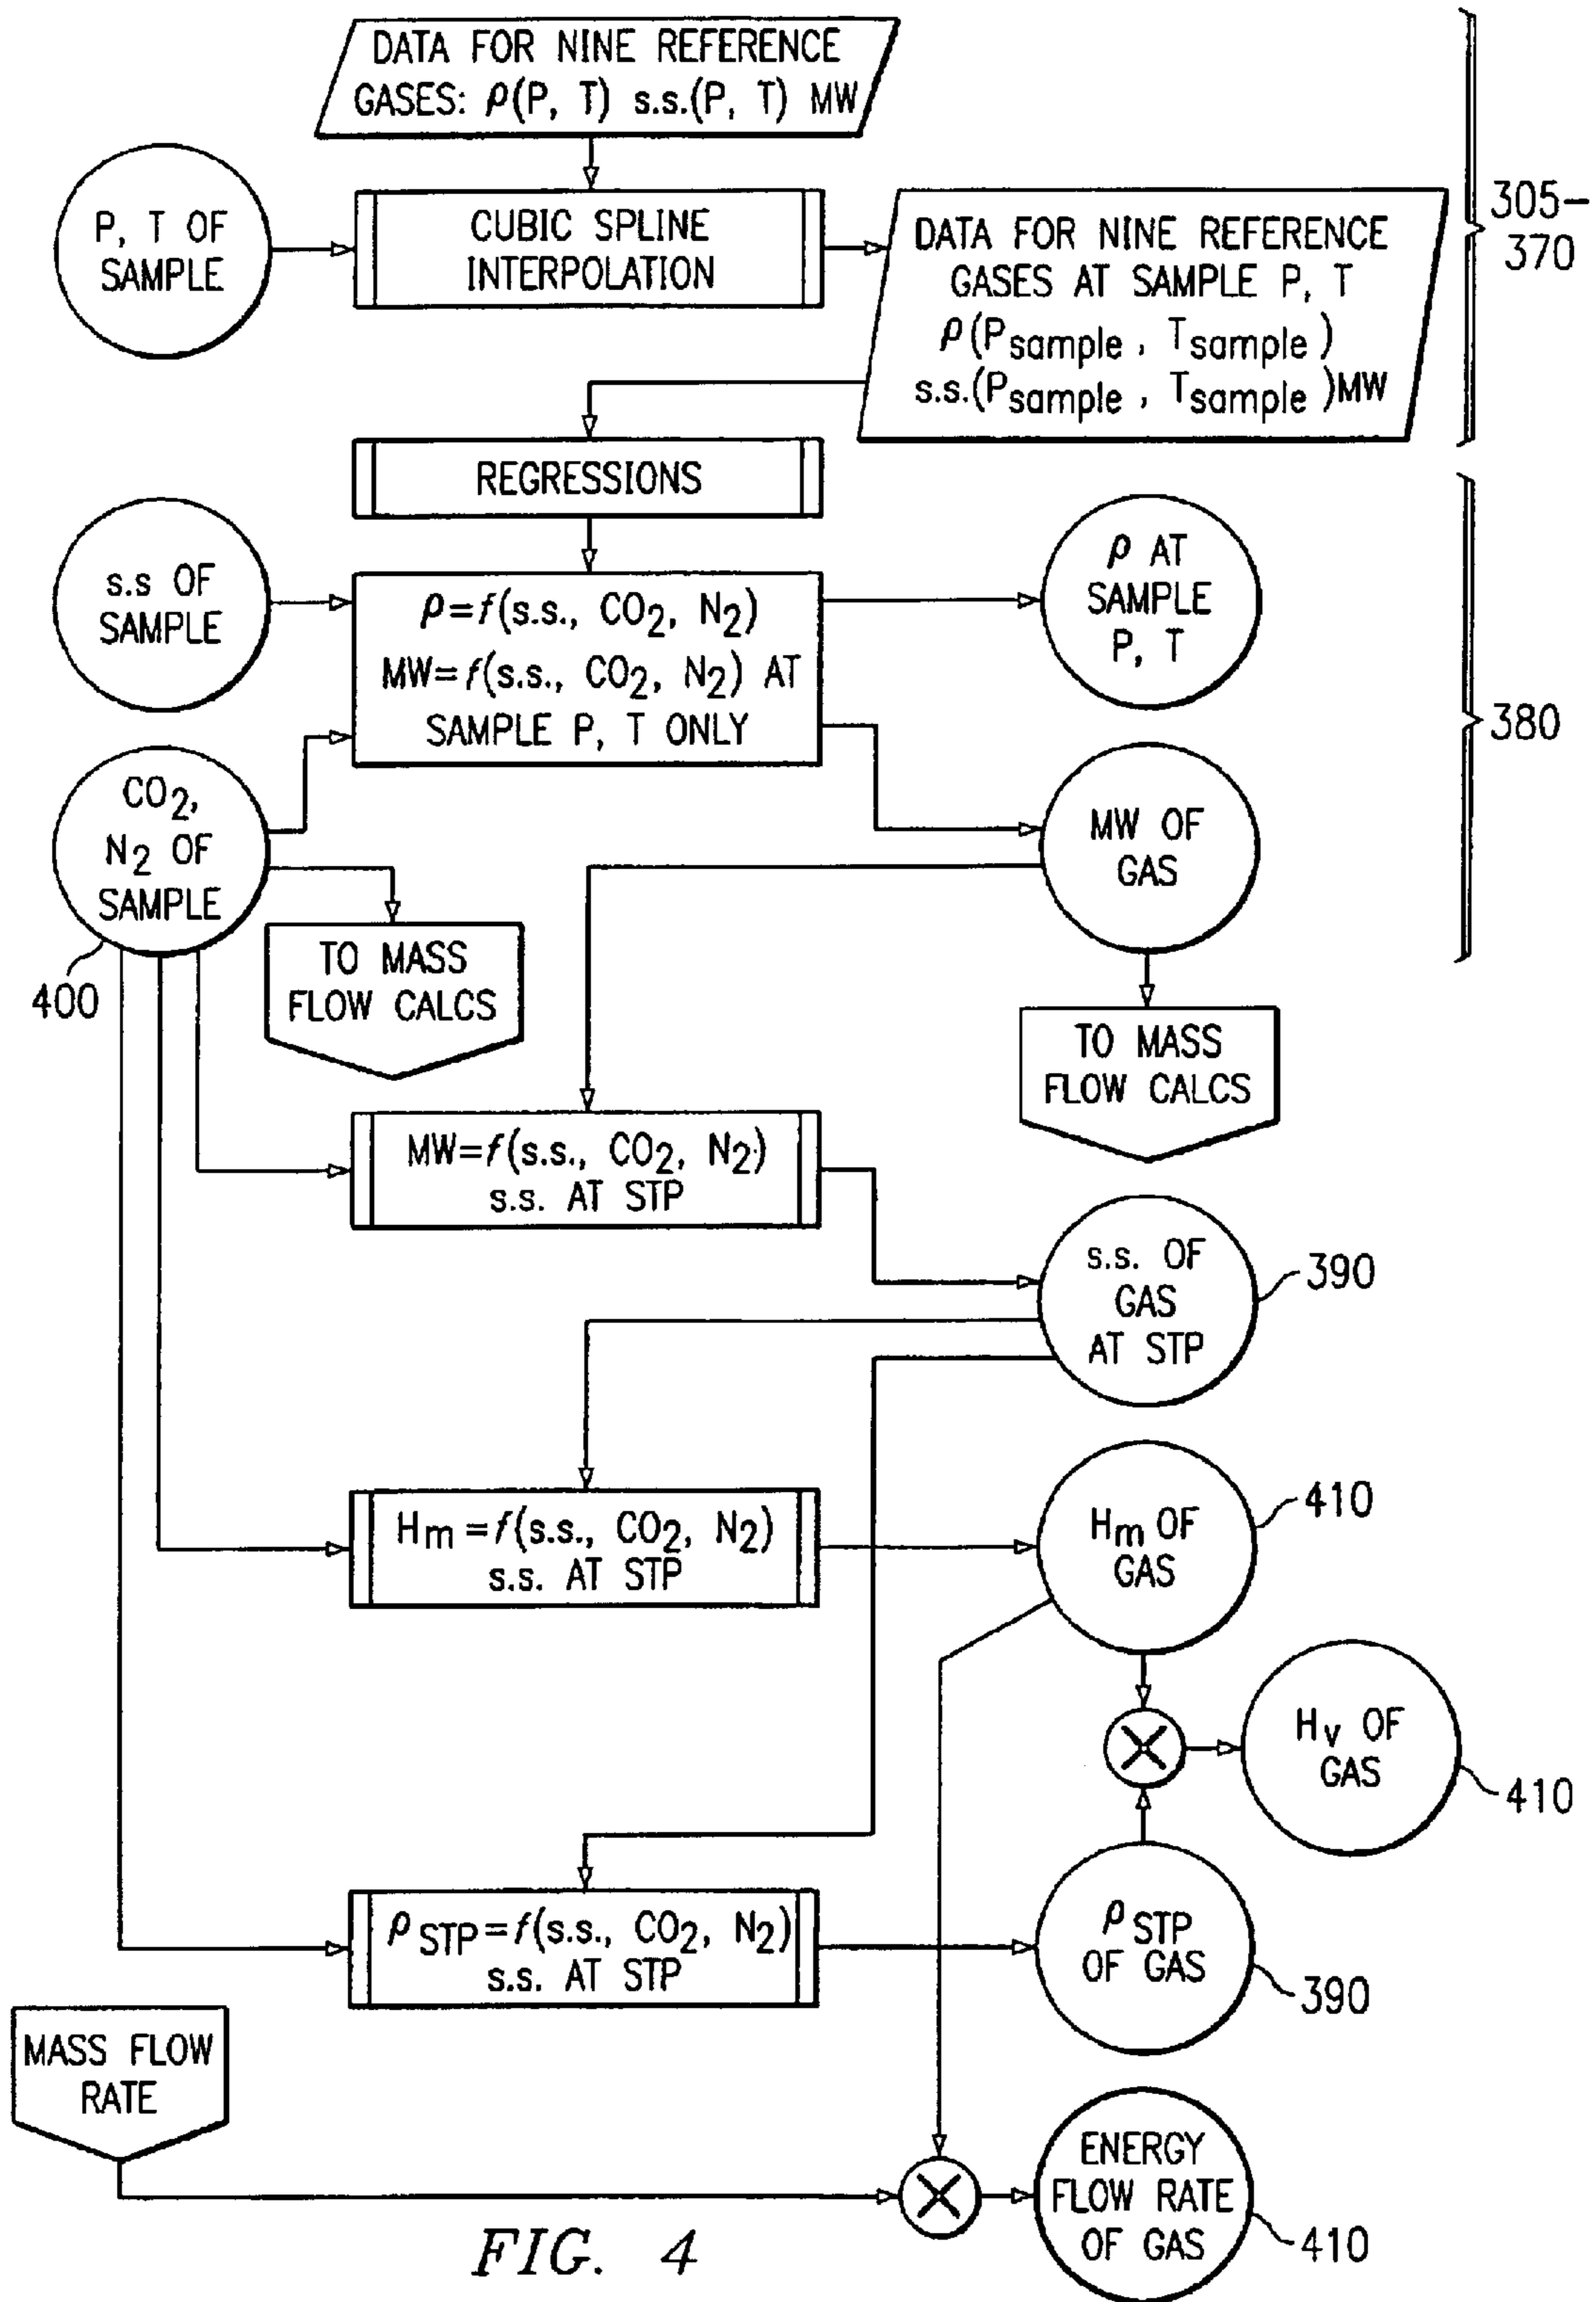 DATA FOR NINE REFERENCE
GASES: ρ(P, T) s.s.(P, T) MW
P, T OF
SAMPLE
CUBIC SPLINE
INTERPOLATION
DATA FOR NINE REFERENCE
GASES AT SAMPLE P, T
ρ(Psample, Tsample)
s.s.(Psample, Tsample)MW
305-
370
REGRESSIONS
s.s OF
SAMPLE
ρ=f(s.s., CO2, N2)
MW=f(s.s., CO2, N2) AT
SAMPLE P, T ONLY
ρ AT
SAMPLE
P, T
380
CO2,
N2 OF
SAMPLE
400
MW OF
GAS
TO MASS
FLOW CALCS
TO MASS
FLOW CALCS
MW=f(s.s., CO2, N2)
s.s. AT STP
s.s. OF
GAS
AT STP
390
Hm=f(s.s., CO2, N2)
s.s. AT STP
Hm OF
GAS
410
Hv OF
GAS
410
ρSTP=f(s.s., CO2, N2)
s.s. AT STP
ρSTP
OF GAS
390
MASS FLOW
RATE
ENERGY
FLOW RATE
OF GAS
410
FIG. 4